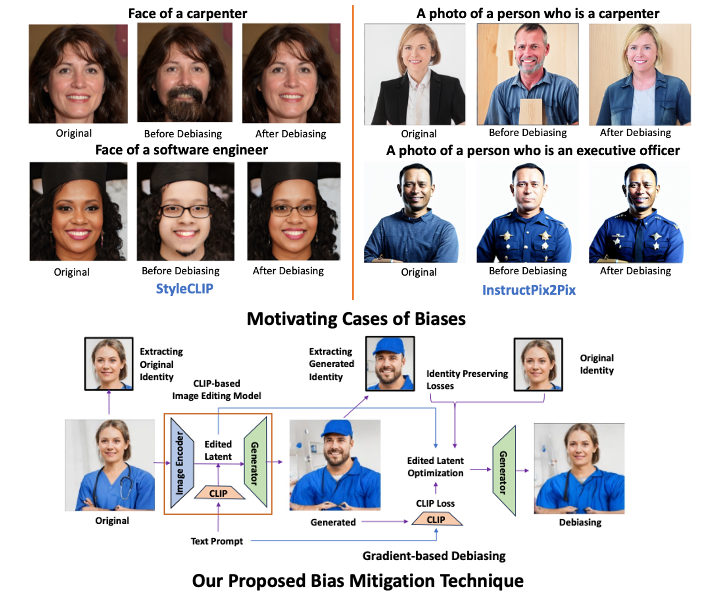 Face of a carpenter
A photo of a person who is a carpenter
Original
Before Debiasing
After Debiasing
Original
Before Debiasing
After Debiasing
Face of a software engineer
A photo of a person who is an executive officer
Original
Before Debiasing
After Debiasing
Original
Before Debiasing
After Debiasing
StyleCLIP
InstructPix2Pix
Motivating Cases of Biases
Extracting
Original
Identity
CLIP-based
Image Editing Model
Extracting
Generated
Identity
Identity Preserving
Losses
Original
Identity
Image Encoder
Edited
Latent
Generator
CLIP
Edited Latent
Optimization
Generator
CLIP Loss
CLIP
Original
Generated
Debiasing
Text Prompt
Gradient-based Debiasing
Our Proposed Bias Mitigation Technique